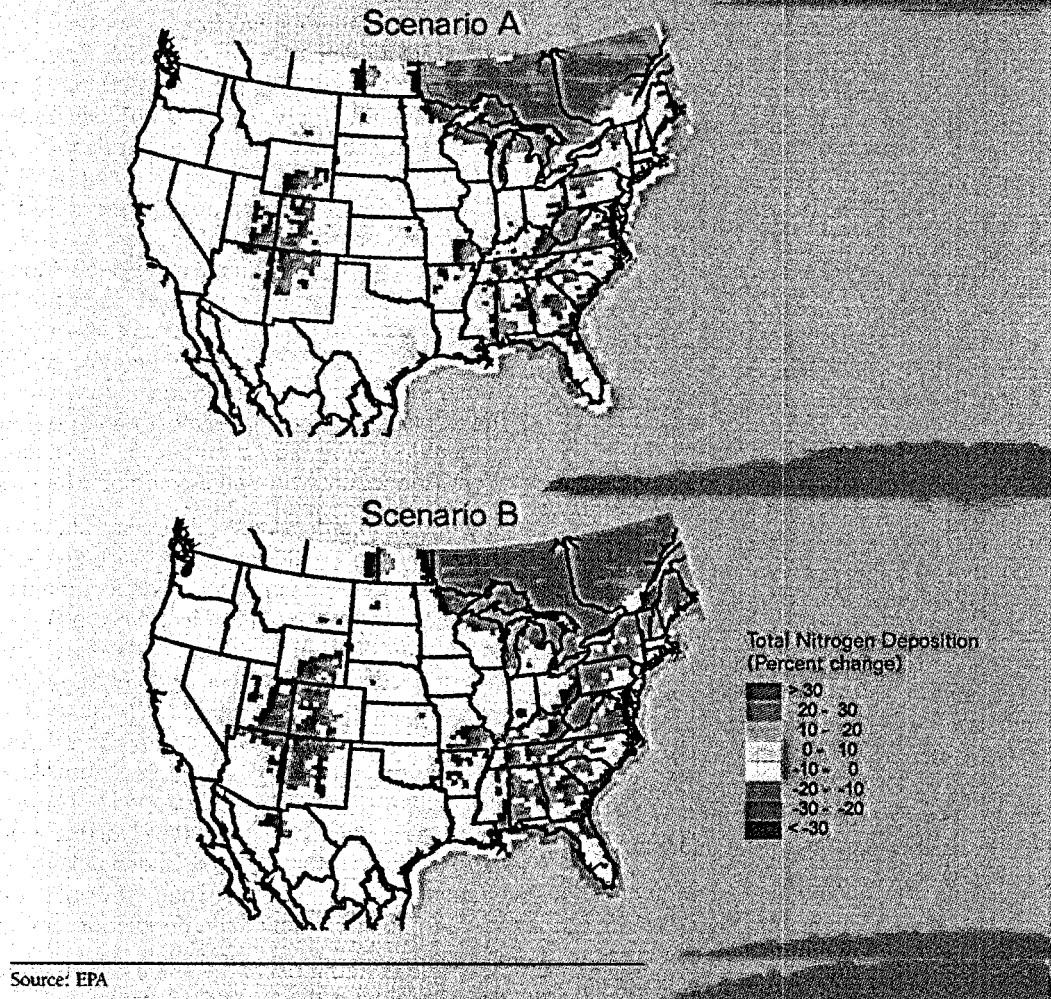 Scenario A
Scenario B
Total Nitrogen Deposition
(Percent change)
> 30
20 - 30
10 - 20
0 - 10
-10 - 0
-20 - -10
-30 - -20
< -30
Source: EPA